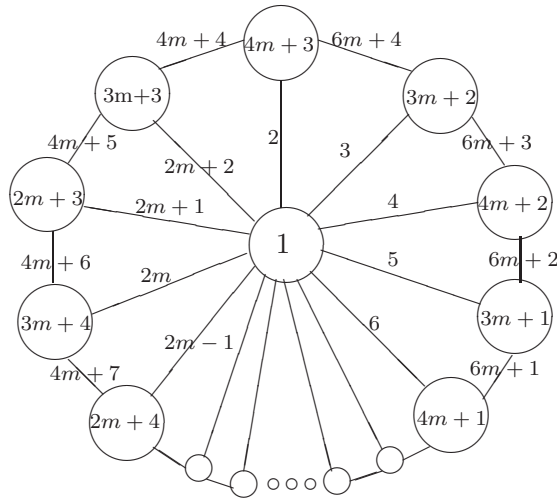 4m + 4
4m + 3
6m + 4
3m+3
3m + 2
4m + 5
2
3
6m + 3
2m + 2
2m + 3
2m + 1
4
4m + 2
1
4m + 6
2m
5
6m + 2
3m + 4
3m + 1
2m − 1
6
4m + 7
6m + 1
2m + 4
4m + 1